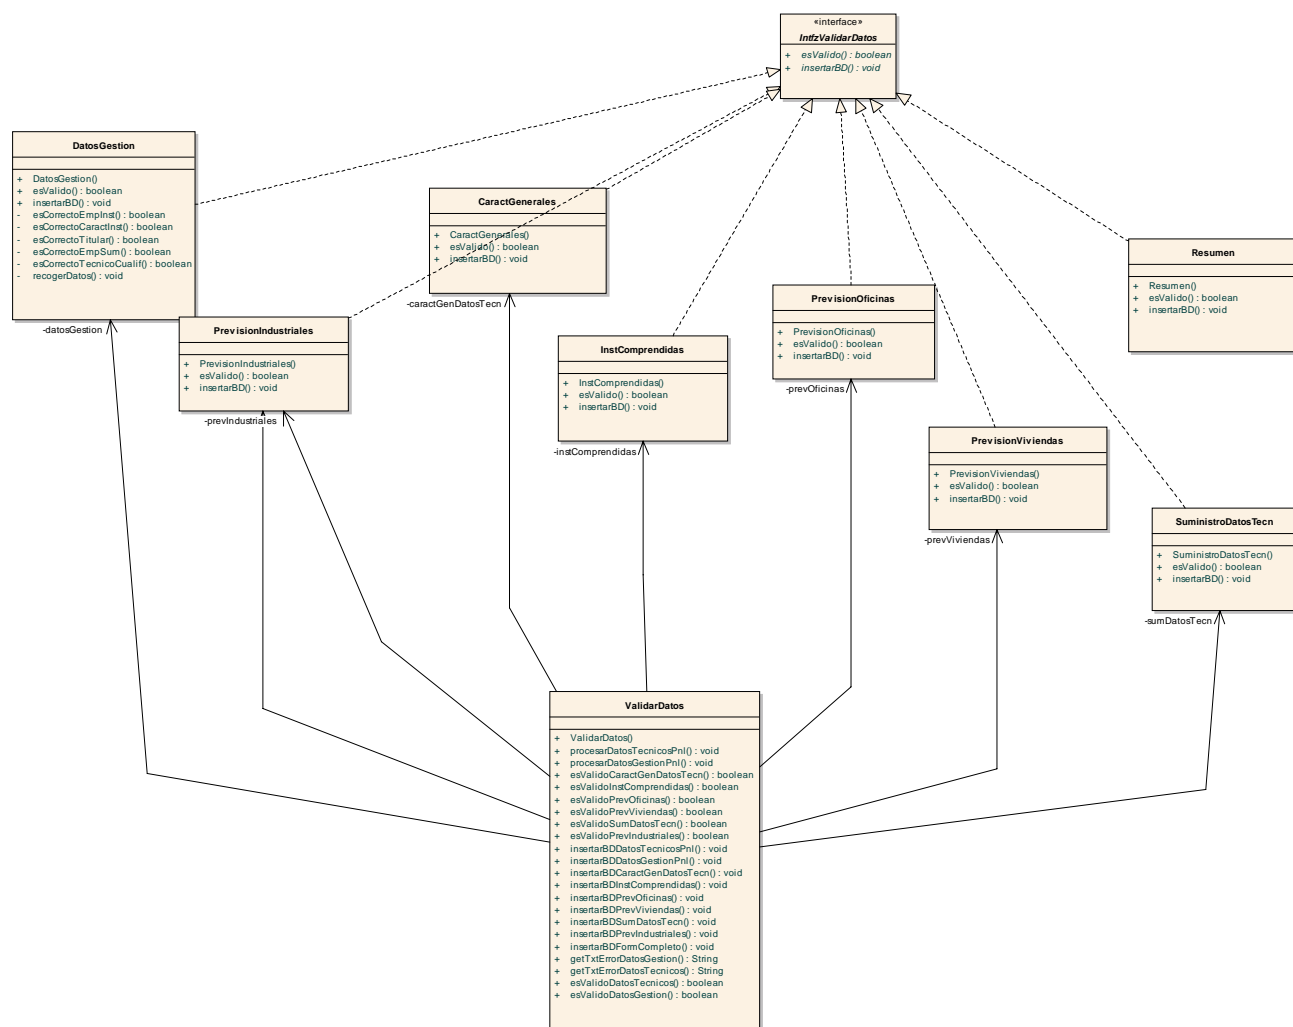 «interface»
IntfzValidarDatos
+ esValido() : boolean
+ insertarBD() : void
DatosGestion
+ DatosGestion()
+ esValido() : boolean
+ insertarBD() : void
- esCorrectoEmpInst() : boolean
- esCorrectoCaractInst() : boolean
- esCorrectoTitular() : boolean
- esCorrectoEmpSum() : boolean
- esCorrectoTecnicoCualif() : boolean
- recogerDatos() : void
-datosGestion
CaractGenerales
+ CaractGenerales()
+ esValido() : boolean
+ insertarBD() : void
-caractGenDatosTecn
Resumen
+ Resumen()
+ esValido() : boolean
+ insertarBD() : void
PrevisionOficinas
+ PrevisionOficinas()
+ esValido() : boolean
+ insertarBD() : void
-prevOficinas
PrevisionIndustriales
+ PrevisionIndustriales()
+ esValido() : boolean
+ insertarBD() : void
-prevIndustriales
InstComprendidas
+ InstComprendidas()
+ esValido() : boolean
+ insertarBD() : void
-instComprendidas
PrevisionViviendas
+ PrevisionViviendas()
+ esValido() : boolean
+ insertarBD() : void
-prevViviendas
SuministroDatosTecn
+ SuministroDatosTecn()
+ esValido() : boolean
+ insertarBD() : void
-sumDatosTecn
ValidarDatos
+ ValidarDatos()
+ procesarDatosTecnicosPnl() : void
+ procesarDatosGestionPnl() : void
+ esValidoCaractGenDatosTecn() : boolean
+ esValidoInstComprendidas() : boolean
+ esValidoPrevOficinas() : boolean
+ esValidoPrevViviendas() : boolean
+ esValidoSumDatosTecn() : boolean
+ esValidoPrevIndustriales() : boolean
+ insertarBDDatosTecnicosPnl() : void
+ insertarBDDatosGestionPnl() : void
+ insertarBDCaractGenDatosTecn() : void
+ insertarBDInstComprendidas() : void
+ insertarBDPrevOficinas() : void
+ insertarBDPrevViviendas() : void
+ insertarBDSumDatosTecn() : void
+ insertarBDPrevIndustriales() : void
+ insertarBDFormCompleto() : void
+ getTxtErrorDatosGestion() : String
+ getTxtErrorDatosTecnicos() : String
+ esValidoDatosTecnicos() : boolean
+ esValidoDatosGestion() : boolean